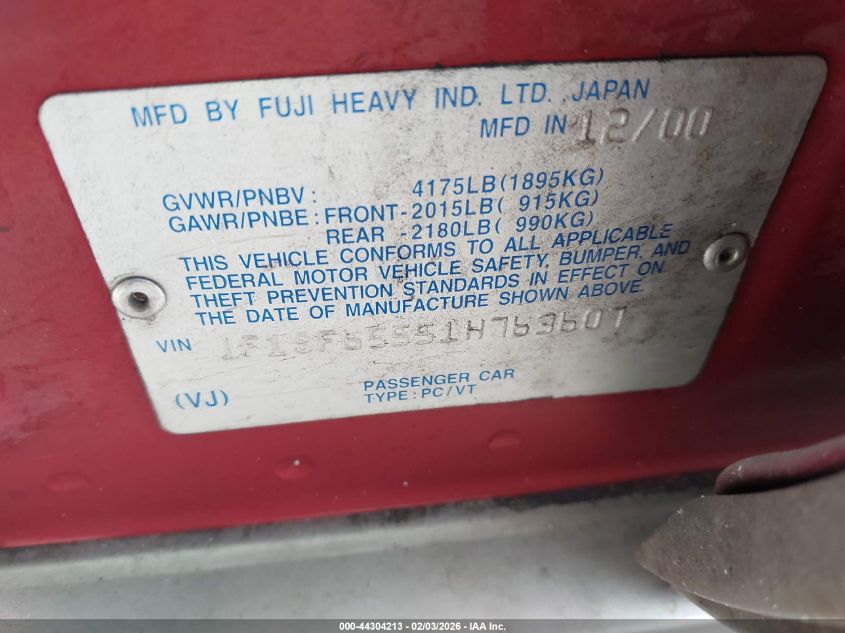 MFD BY FUJI HEAVY IND. LTD. JAPAN
MFD IN 12/00
GVWR/PNBV: 4175LB(1895KG)
GAWR/PNBE: FRONT-2015LB( 915KG)
REAR -2180LB( 990KG)
THIS VEHICLE CONFORMS TO ALL APPLICABLE
FEDERAL MOTOR VEHICLE SAFETY, BUMPER, AND
THEFT PREVENTION STANDARDS IN EFFECT ON
THE DATE OF MANUFACTURE SHOWN ABOVE.
VIN JF1SF65551H763607
(VJ) PASSENGER CAR
TYPE: PC/VT
000-44304213 - 02/03/2026 - IAA Inc.